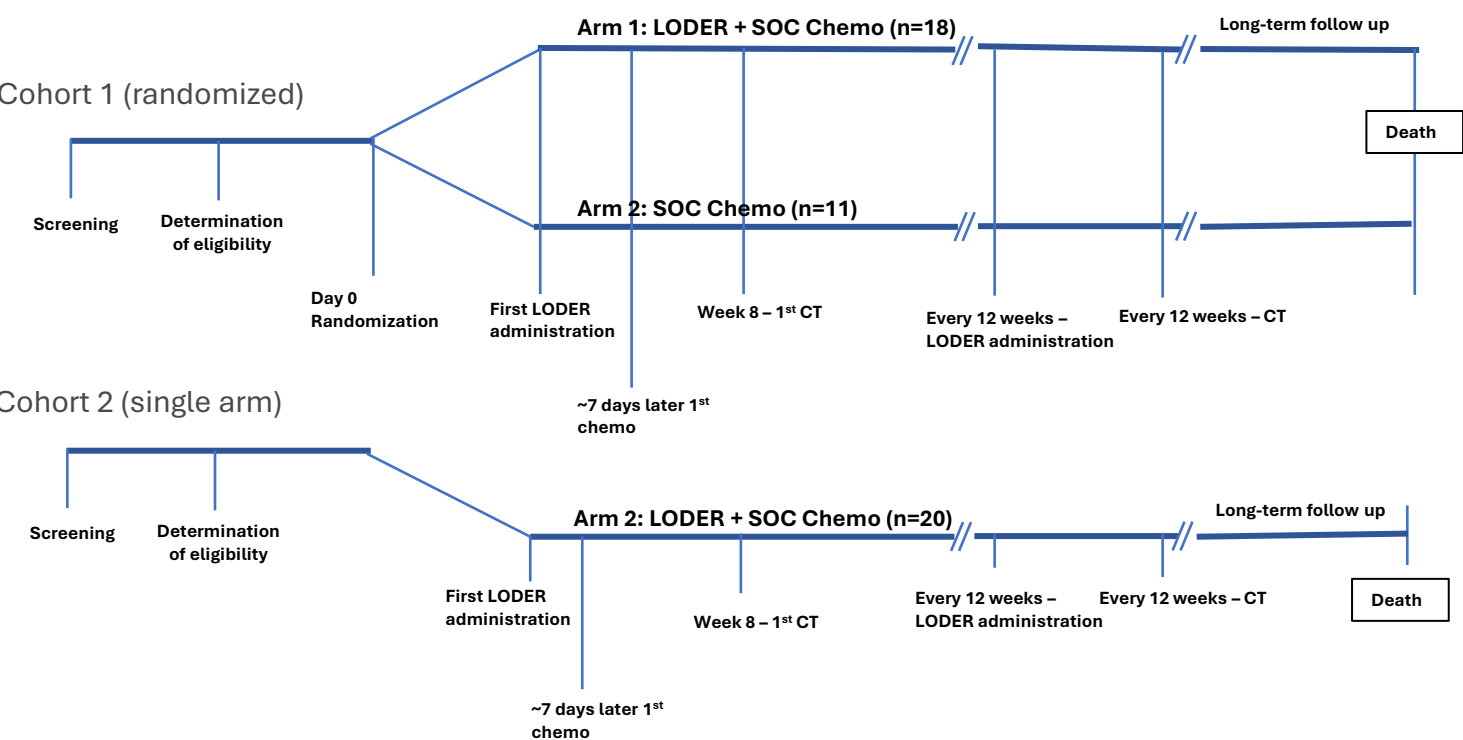 Arm 1: LODER + SOC Chemo (n=18)
Long-term follow up
Cohort 1 (randomized)
Death
Screening
Determination
of eligibility
Arm 2: SOC Chemo (n=11)
Day 0
Randomization
First LODER
administration
Week 8 – 1st CT
Every 12 weeks –
LODER administration
Every 12 weeks – CT
~7 days later 1st
chemo
Cohort 2 (single arm)
Screening
Determination
of eligibility
Arm 2: LODER + SOC Chemo (n=20)
Long-term follow up
First LODER
administration
Week 8 – 1st CT
Every 12 weeks –
LODER administration
Every 12 weeks – CT
Death
~7 days later 1st
chemo